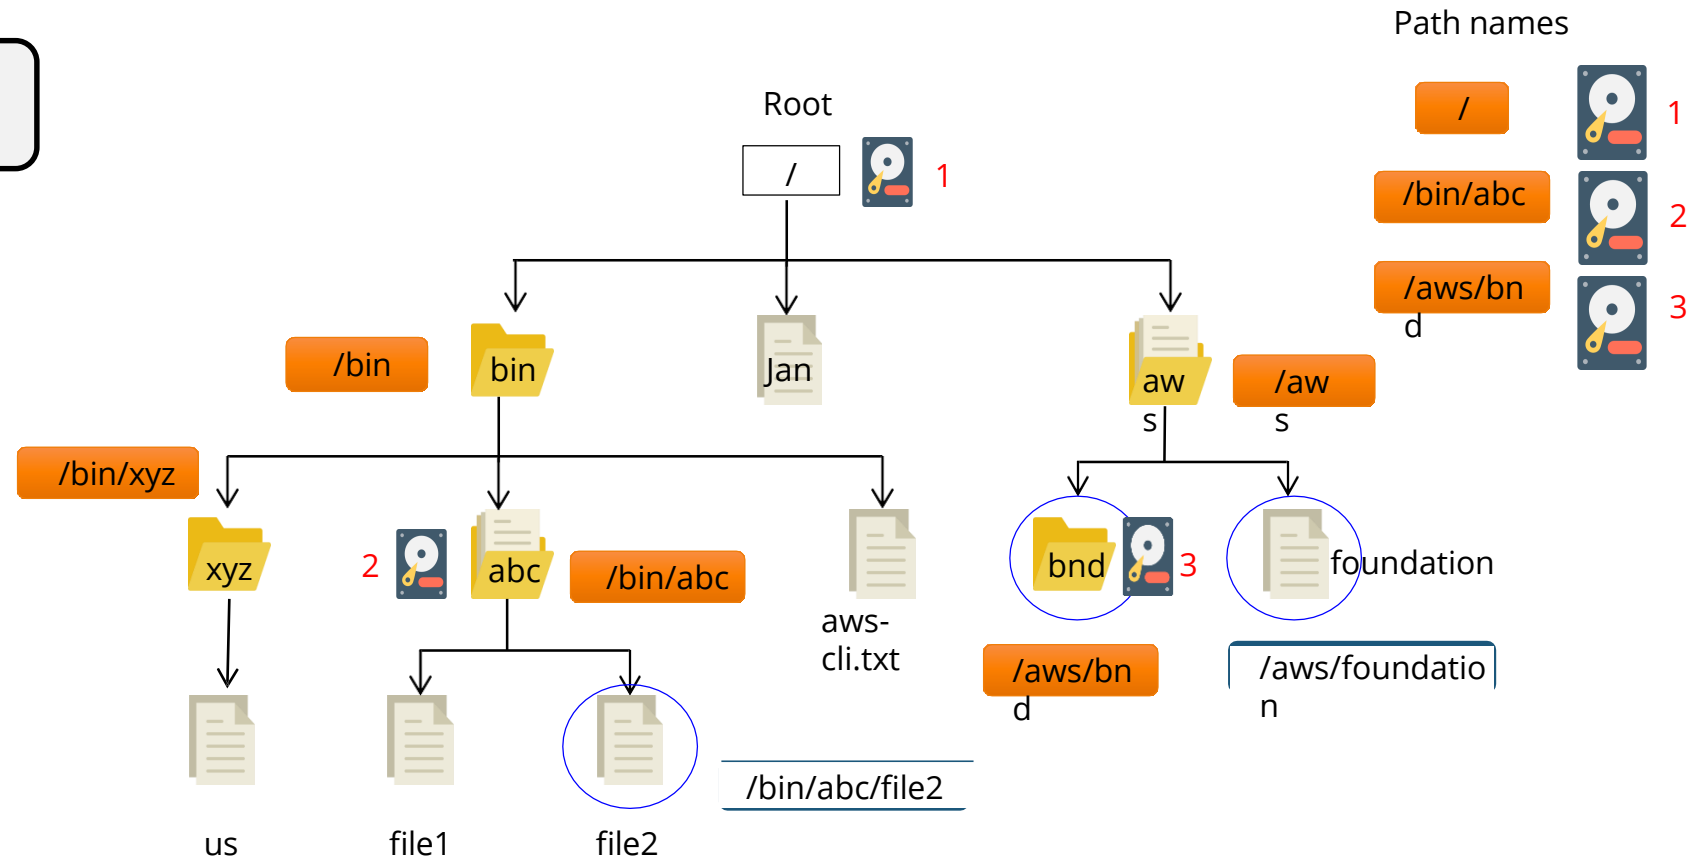 Path names
/
1
Root
/
1
/bin/abc
2
/aws/bn
d
3
/bin
bin
Jan
aw
s
/aw
s
/bin/xyz
xyz
2
abc
/bin/abc
aws-
cli.txt
bnd
3
foundation
/aws/bn
d
/aws/foundatio
n
/bin/abc/file2
us
file1
file2